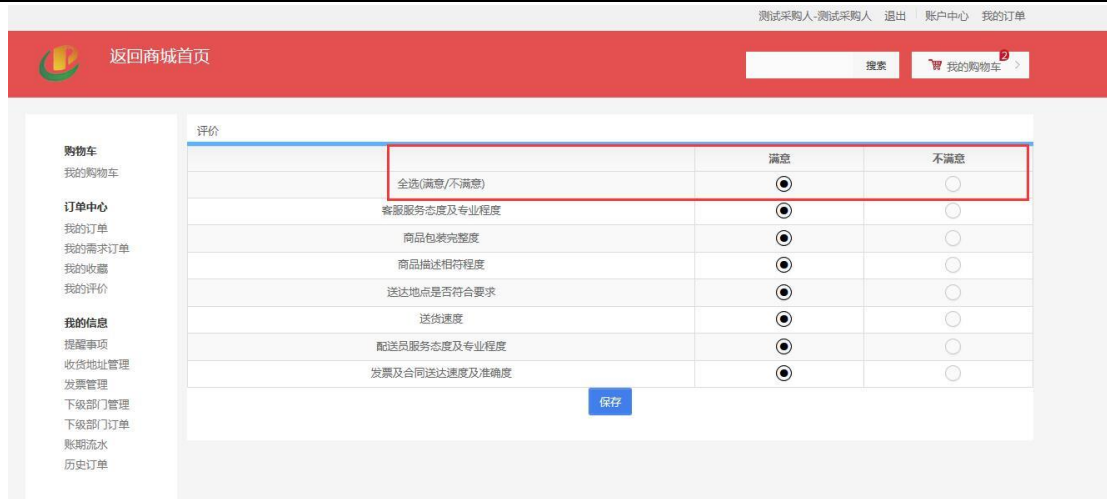 测试采购人-测试采购人 退出 账户中心 我的订单
返回商城首页
搜索
我的购物车 2
购物车
我的购物车
订单中心
我的订单
我的需求订单
我的收藏
我的评价
我的信息
提醒事项
收货地址管理
发票管理
下级部门管理
下级部门订单
账期流水
历史订单
评价
满意 不满意
全选(满意/不满意)
客服服务态度及专业程度
商品包装完整度
商品描述相符程度
送达地点是否符合要求
送货速度
配送员服务态度及专业程度
发票及合同送达速度及准确度
保存